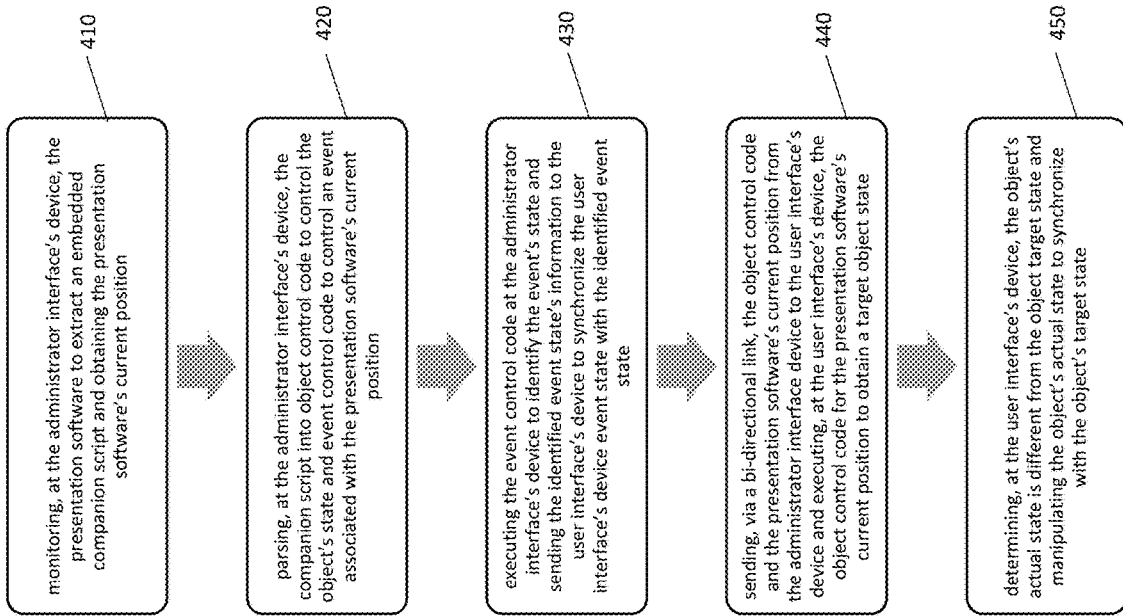 monitoring, at the administrator interface's device, the
presentation software to extract an embedded
companion script and obtaining the presentation
software's current position
410
parsing, at the administrator interface's device, the
companion script into object control code to control the
object's state and event control code to control an event
associated with the presentation software's current
position
420
executing the event control code at the administrator
interface's device to identify the event's state and
sending the identified event state's information to the
user interface's device to synchronize the user
interface's device event state with the identified event
state
430
sending, via a bi-directional link, the object control code
and the presentation software's current position from
the administrator interface device to the user interface's
device and executing, at the user interface's device, the
object control code for the presentation software's
current position to obtain a target object state
440
determining, at the user interface's device, the object's
actual state is different from the object target state and
manipulating the object's actual state to synchronize
with the object's target state
450